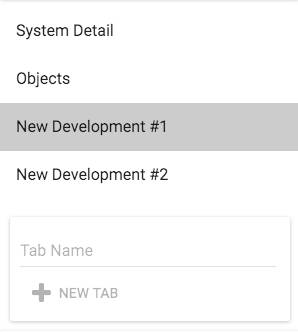 System Detail
Objects
New Development #1
New Development #2
Tab Name
NEW TAB